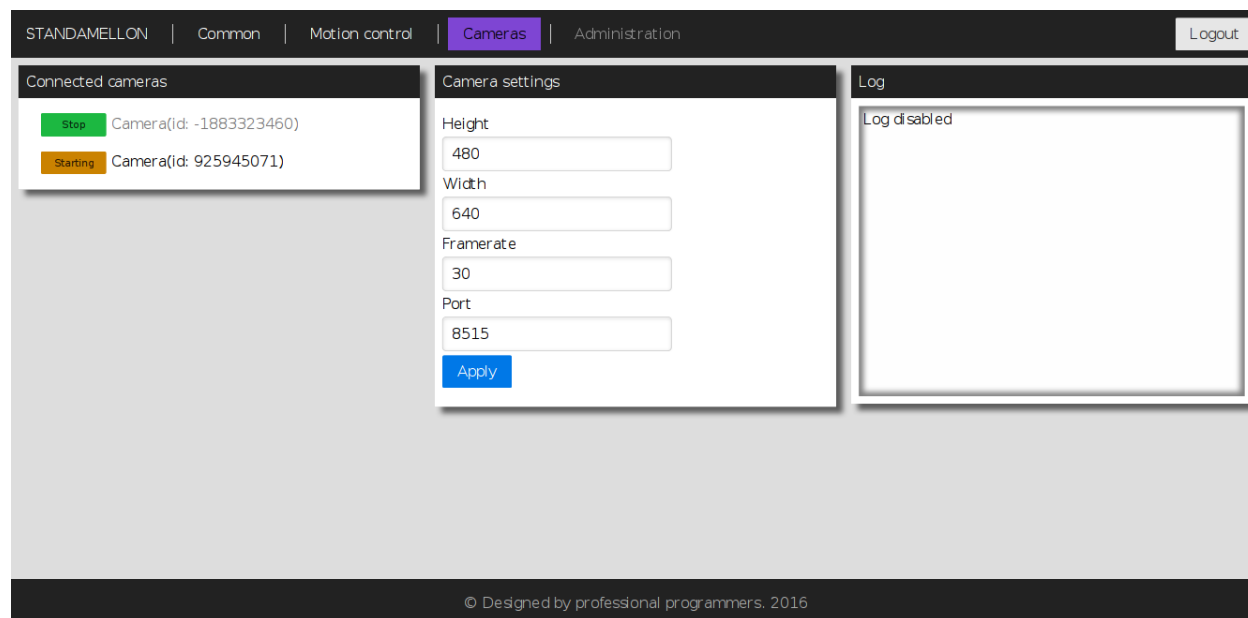 STANDAMELLON | Common | Motion control | Cameras | Administration Logout
Connected cameras
Stop Camera(id: -1883323460)
Starting Camera(id: 925945071)
Camera settings
Height
480
Width
640
Framerate
30
Port
8515
Apply
Log
Log disabled
© Designed by professional programmers. 2016